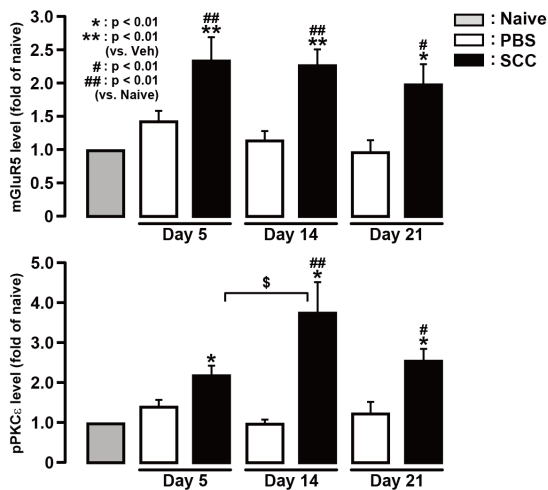 * : p < 0.01
** : p < 0.01
(vs. Veh)
# : p < 0.01
## : p < 0.01
(vs. Naive)
: Naive
: PBS
: SCC
mGluR5 level (fold of naive)
3.0
2.5
2.0
1.5
1.0
0.5
0
##
**
##
**
#
*
Day 5
Day 14
Day 21
pPKCε level (fold of naive)
5.0
4.0
3.0
2.0
1.0
0
*
$
##
*
#
*
Day 5
Day 14
Day 21